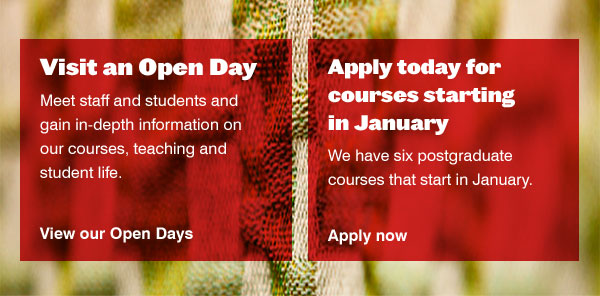 Visit an Open Day
Meet staff and students and
gain in-depth information on
our courses, teaching and
student life.
View our Open Days
Apply today for
courses starting
in January
We have six postgraduate
courses that start in January.
Apply now